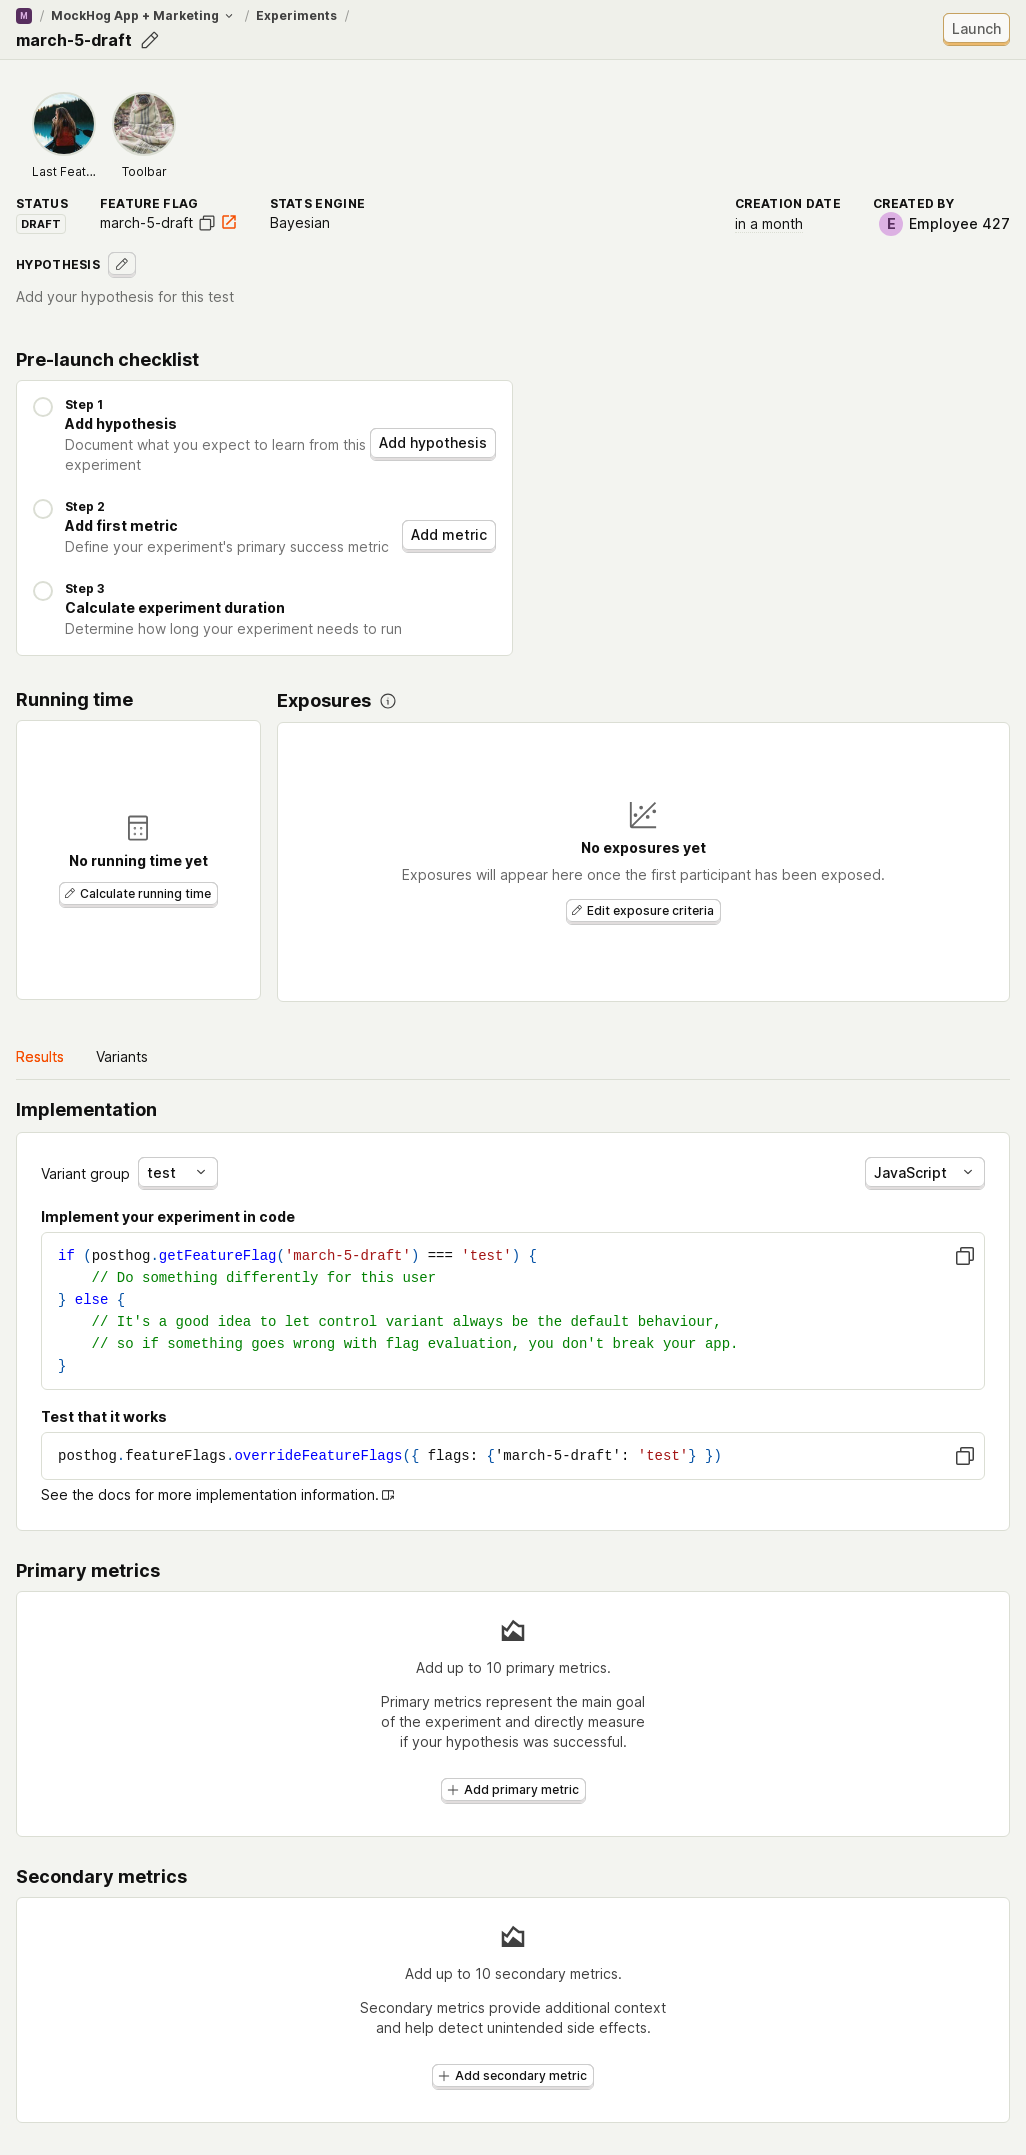 M / MockHog App + Marketing / Experiments /
march-5-draft
Launch
Last Feat...
Toolbar
STATUS
DRAFT
FEATURE FLAG
march-5-draft
STATS ENGINE
Bayesian
CREATION DATE
in a month
CREATED BY
E Employee 427
HYPOTHESIS
Add your hypothesis for this test
Pre-launch checklist
Step 1
Add hypothesis
Document what you expect to learn from this
experiment
Add hypothesis
Step 2
Add first metric
Define your experiment's primary success metric
Add metric
Step 3
Calculate experiment duration
Determine how long your experiment needs to run
Running time
No running time yet
Calculate running time
Exposures
No exposures yet
Exposures will appear here once the first participant has been exposed.
Edit exposure criteria
Results
Variants
Implementation
Variant group
test
JavaScript
Implement your experiment in code
if (posthog.getFeatureFlag('march-5-draft') === 'test') {
    // Do something differently for this user
} else {
    // It's a good idea to let control variant always be the default behaviour,
    // so if something goes wrong with flag evaluation, you don't break your app.
}
Test that it works
posthog.featureFlags.overrideFeatureFlags({ flags: {'march-5-draft': 'test'} })
See the docs for more implementation information.
Primary metrics
Add up to 10 primary metrics.
Primary metrics represent the main goal
of the experiment and directly measure
if your hypothesis was successful.
Add primary metric
Secondary metrics
Add up to 10 secondary metrics.
Secondary metrics provide additional context
and help detect unintended side effects.
Add secondary metric